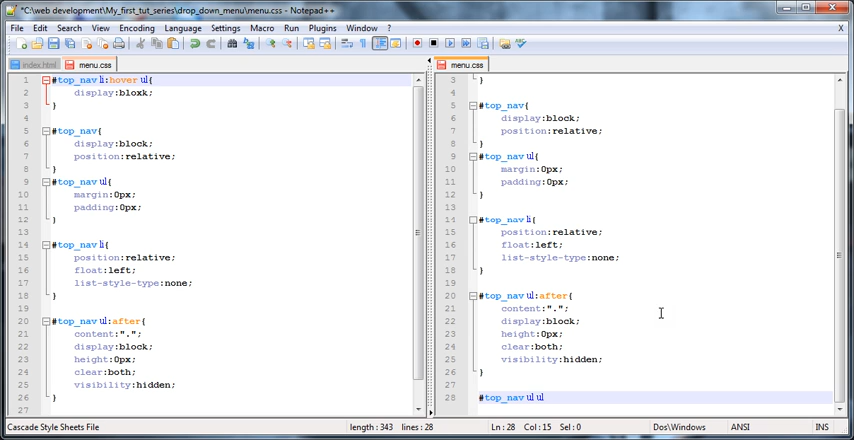 *C:\web development\My_first_tut_series\drop_down_menu\menu.css - Notepad++
File Edit Search View Encoding Language Settings Macro Run Plugins Window ? X
index.html menu.css
1 #top_nav li:hover ul{
2 display:bloxk;
3 }
4
5 #top_nav{
6 display:block;
7 position:relative;
8 }
9 #top_nav ul{
10 margin:0px;
11 padding:0px;
12 }
13
14 #top_nav li{
15 position:relative;
16 float:left;
17 list-style-type:none;
18 }
19
20 #top_nav ul:after{
21 content:".";
22 display:block;
23 height:0px;
24 clear:both;
25 visibility:hidden;
26 }
27
menu.css
3 }
4
5 #top_nav{
6 display:block;
7 position:relative;
8 }
9 #top_nav ul{
10 margin:0px;
11 padding:0px;
12 }
13
14 #top_nav li{
15 position:relative;
16 float:left;
17 list-style-type:none;
18 }
19
20 #top_nav ul:after{
21 content:".";
22 display:block;
23 height:0px;
24 clear:both;
25 visibility:hidden;
26 }
27
28 #top_nav ul ul
Cascade Style Sheets File length : 343 lines : 28 Ln : 28 Col : 15 Sel : 0 Dos\Windows ANSI INS